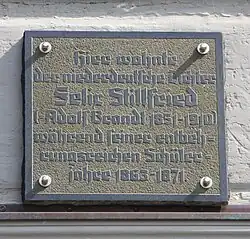 Hier wohnte
der niederdeutsche Dichter
Felix Stillfried
(Adolf Brandt 1851-1910)
während seiner entbeh-
rungsreichen Schüler-
jahre 1865-1871